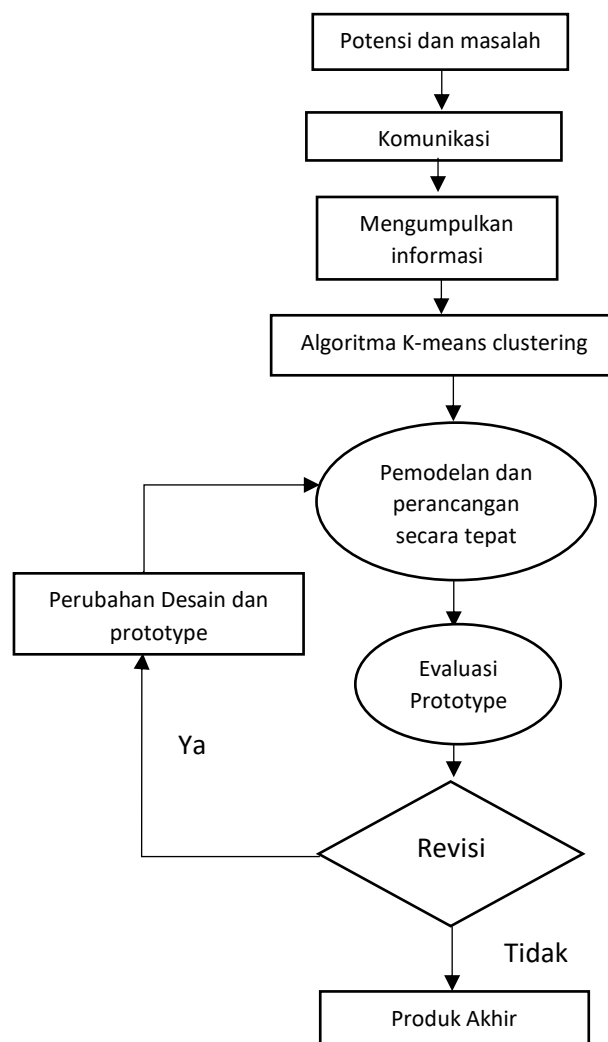 Potensi dan masalah
Komunikasi
Mengumpulkan
informasi
Algoritma K-means clustering
Pemodelan dan
perancangan
secara tepat
Perubahan Desain dan
prototype
Evaluasi
Prototype
Ya
Revisi
Tidak
Produk Akhir